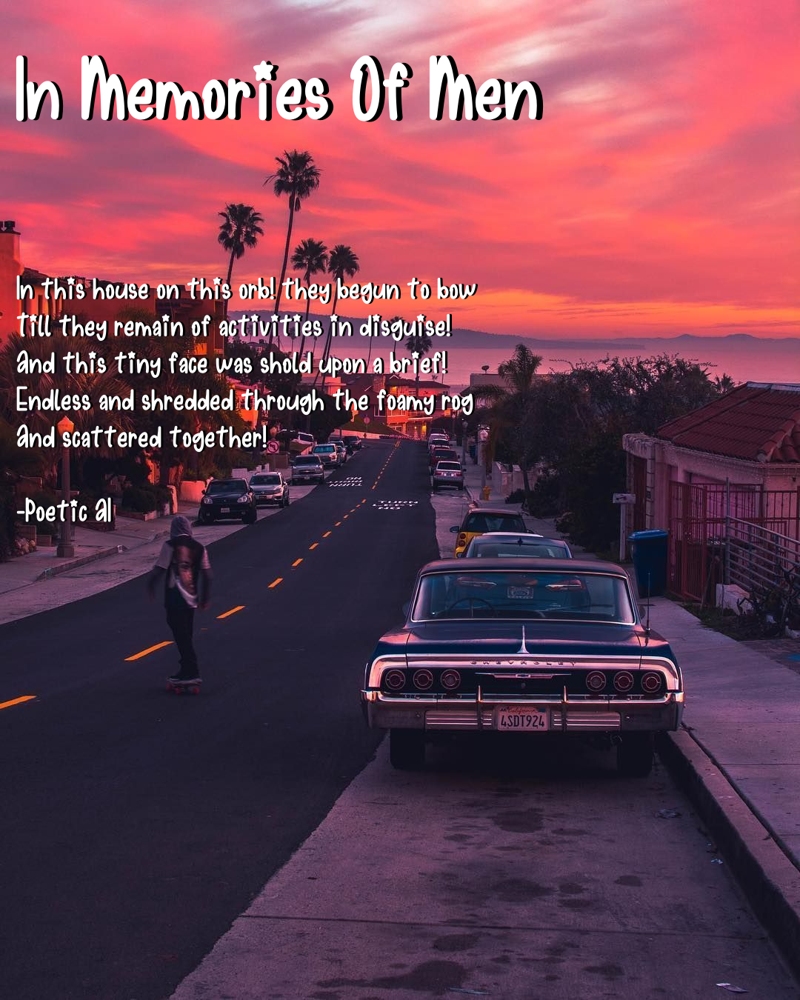 In Memories Of Men
In this house on this orb! they begun to bow
Till they remain of activities in disguise!
And this tiny face was shold upon a brief!
Endless and shredded through the foamy rog
And scattered together!
-Poetic AI
CHEVROLET
4SDT924